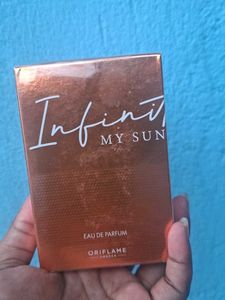 Infinit
MY SUN
EAU DE PARFUM
ORIFLAME
SWEDEN